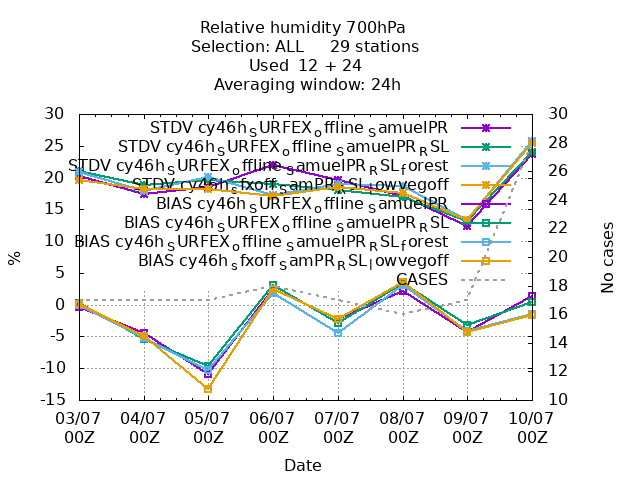 Relative humidity 700hPa
Selection: ALL 29 stations
Used 12 + 24
Averaging window: 24h
30 30
STDV cy46h_SURFEX_offline_SamuelPR
STDV cy46h_SURFEX_offline_SamuelPR_RSL
STDV cy46h_SURFEX_offline_SamuelPR_RSL_forest
STDV cy46h_sfxoff_SamPR_RSL_lowvegoff
BIAS cy46h_SURFEX_offline_SamuelPR
BIAS cy46h_SURFEX_offline_SamuelPR_RSL
BIAS cy46h_SURFEX_offline_SamuelPR_RSL_forest
BIAS cy46h_sfxoff_SamPR_RSL_lowvegoff
CASES
25
20
15
10
5
0
-5
-10
-15
28
26
24
22
20
18
16
14
12
10
%
No cases
03/07 04/07 05/07 06/07 07/07 08/07 09/07 10/07
00Z 00Z 00Z 00Z 00Z 00Z 00Z 00Z
Date